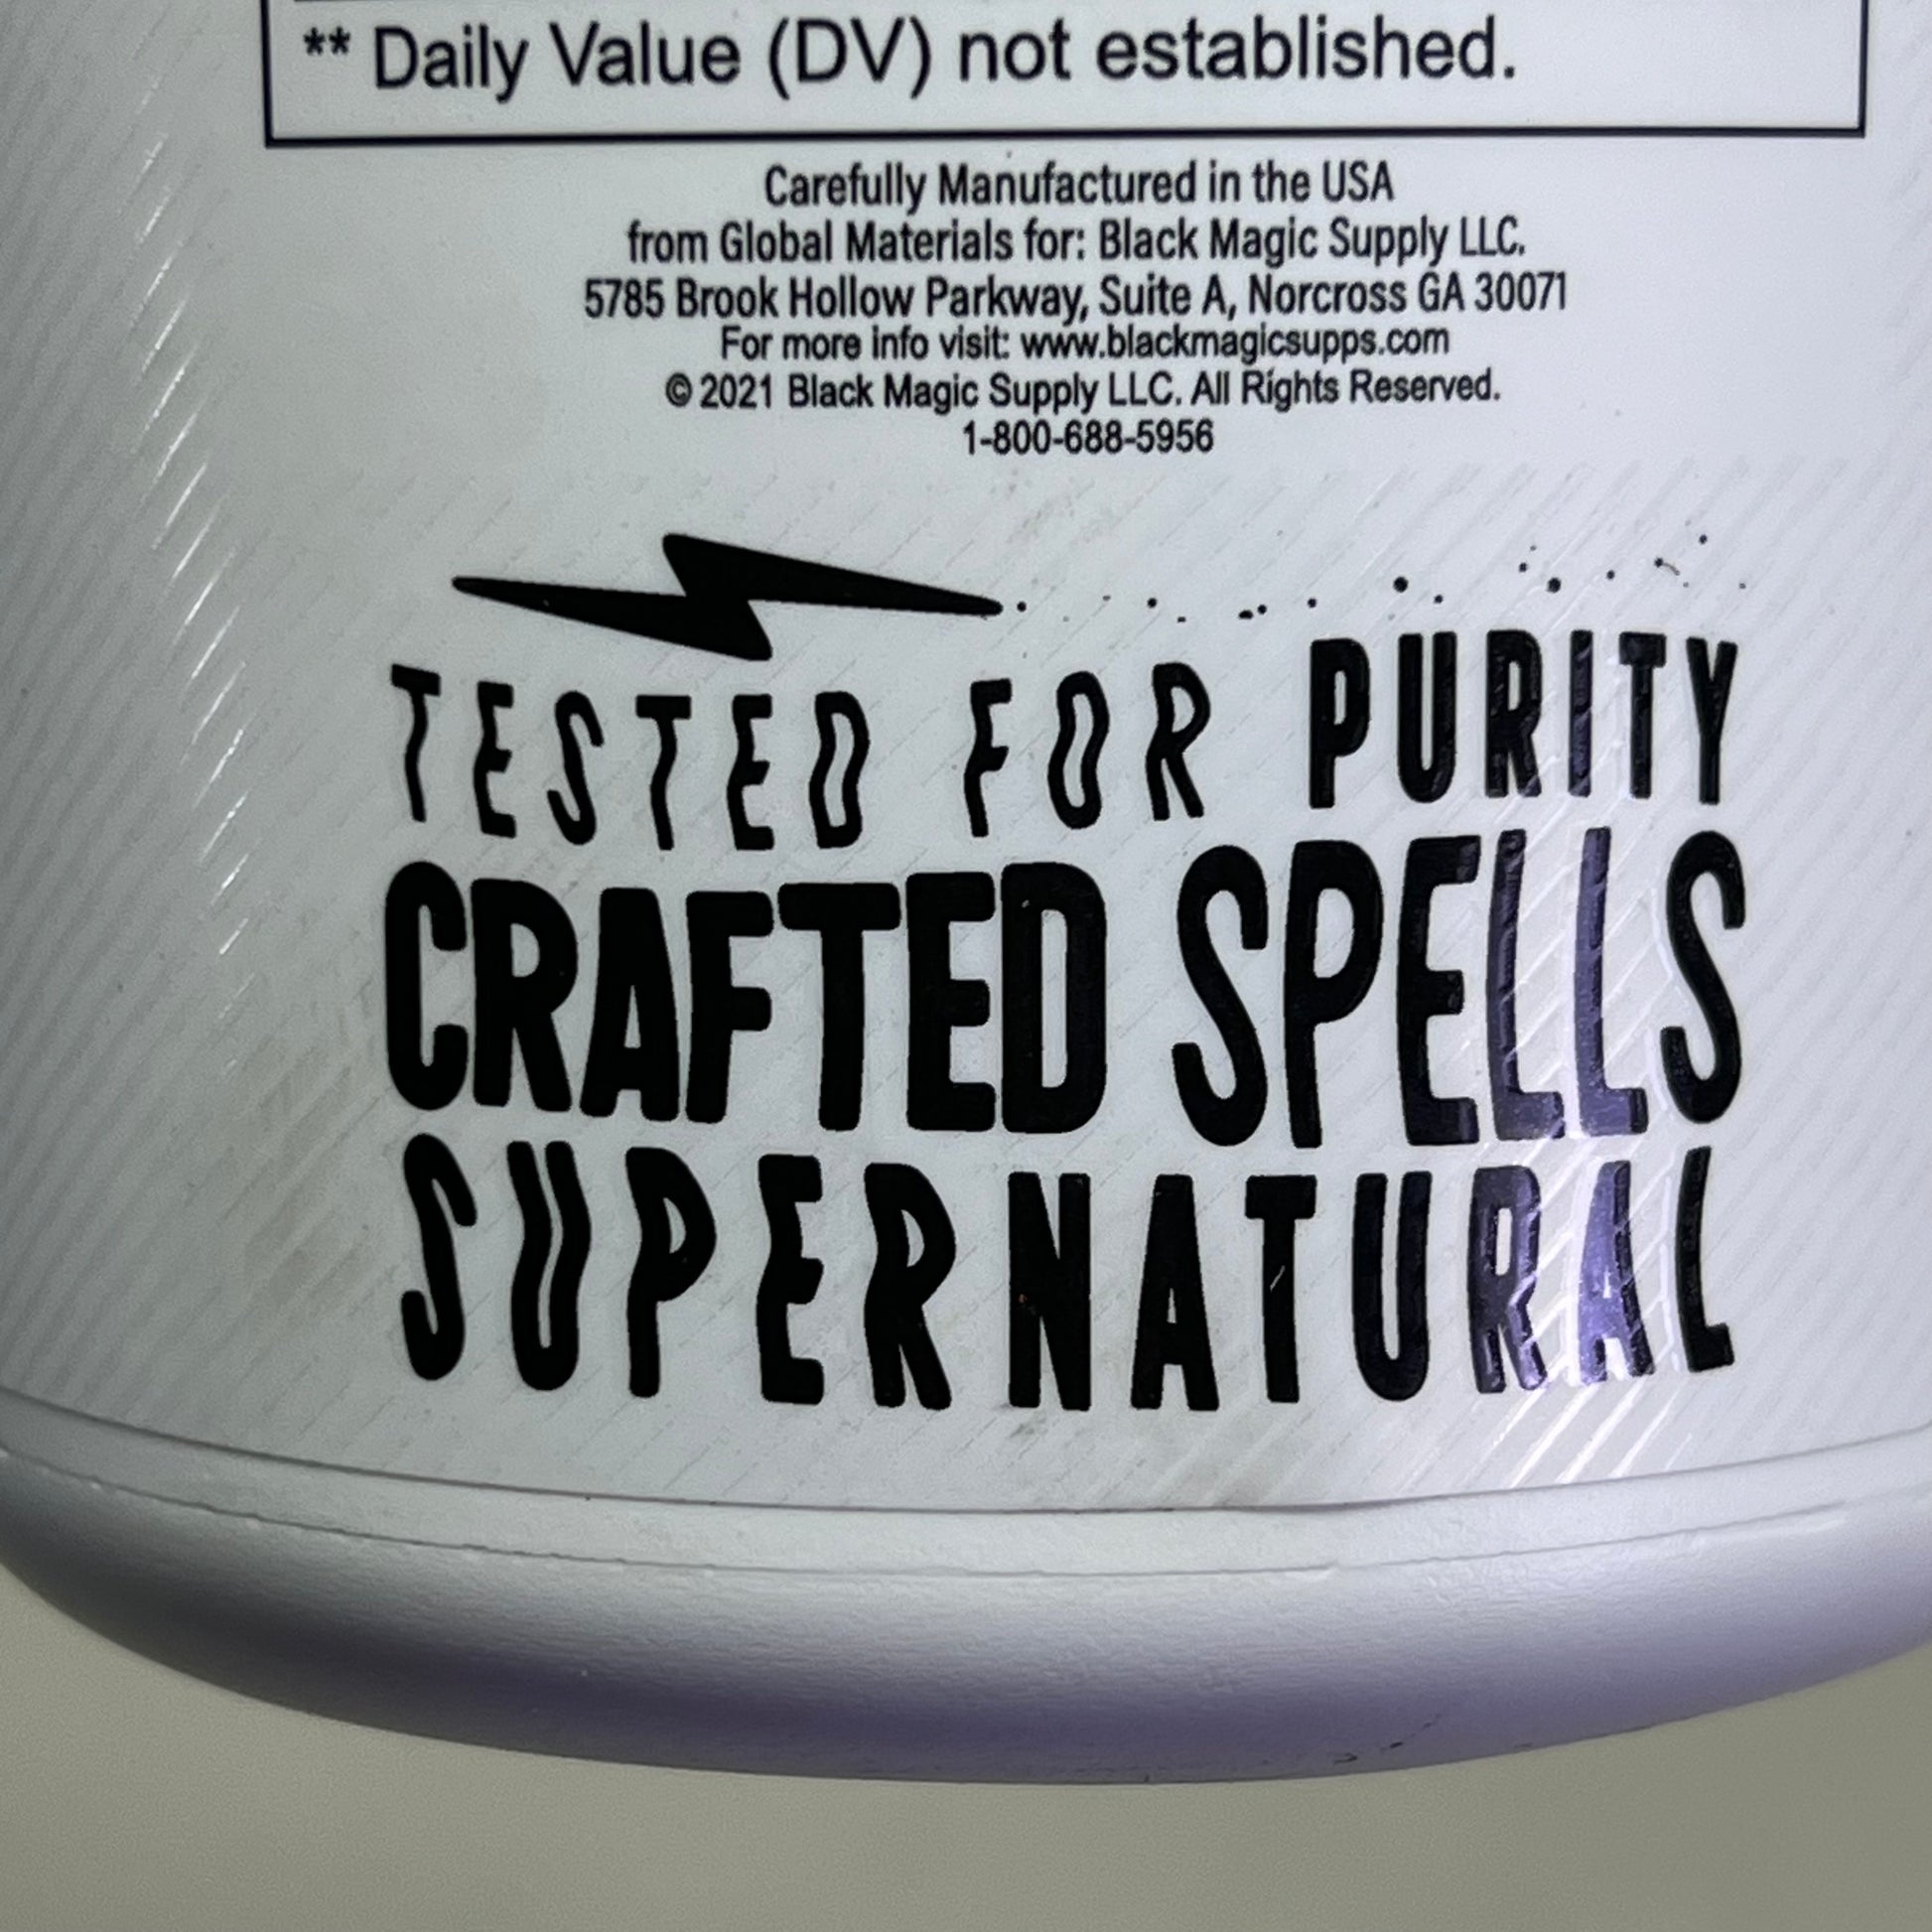 ** Daily Value (DV) not established.
Carefully Manufactured in the USA
from Global Materials for: Black Magic Supply LLC.
5785 Brook Hollow Parkway, Suite A, Norcross GA 30071
For more info visit: www.blackmagicsupps.com
© 2021 Black Magic Supply LLC. All Rights Reserved.
1-800-688-5956
TESTED FOR PURITY
CRAFTED SPELLS
SUPERNATURAL